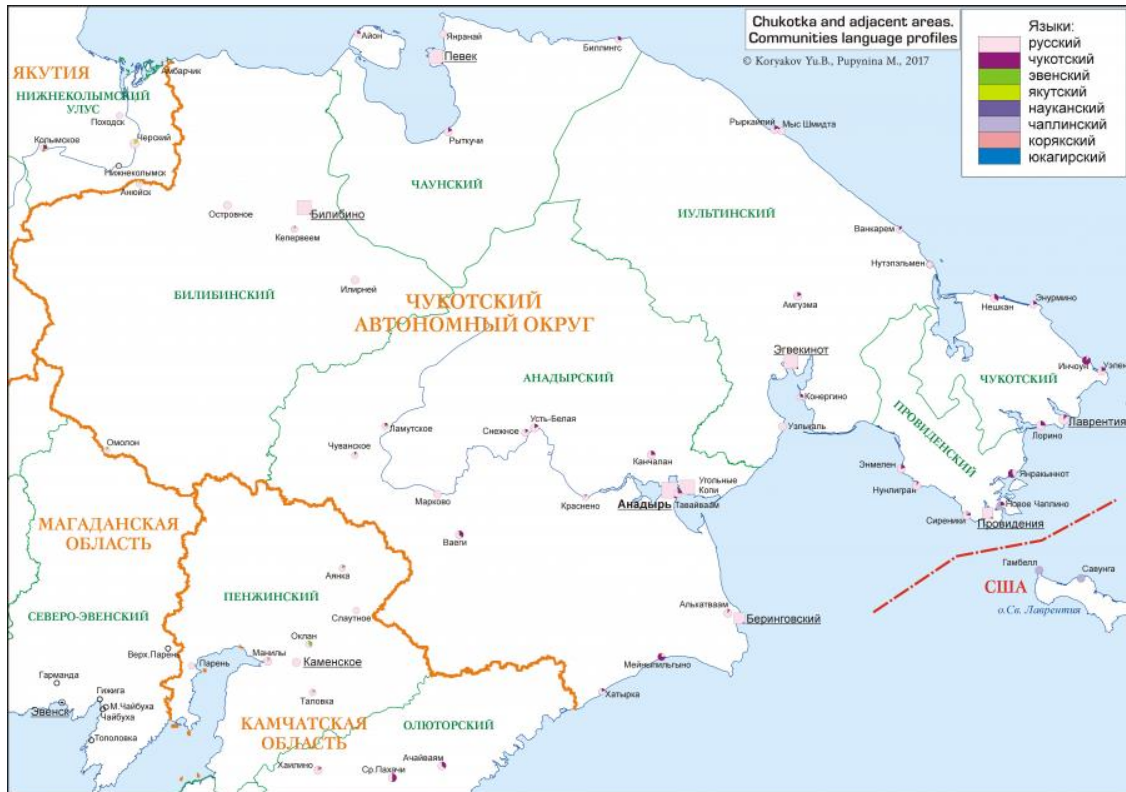 Chukotka and adjacent areas.
Communities language profiles
© Koryakov Yu.B., Pupynina M., 2017
Языки:
русский
чукотский
эвенский
якутский
науканский
чаплинский
корякский
юкагирский
Айон
Янранай
Певек
Биллингс
ЯКУТИЯ
Амбарчик
НИЖНЕКОЛЫМСКИЙ
УЛУС
Походск
Колымское
Черский
Нижнеколымск
Анюйск
Рыткучи
Рыркайпий
Мыс Шмидта
ЧАУНСКИЙ
Островное
Билибино
Кепервеем
ИУЛЬТИНСКИЙ
Ванкарем
Нутэпэльмен
Илирней
БИЛИБИНСКИЙ
ЧУКОТСКИЙ
АВТОНОМНЫЙ ОКРУГ
Амгуэма
Нешкан
Энурмино
Эгвекинот
АНАДЫРСКИЙ
Инчоун
Уэлен
ЧУКОТСКИЙ
Конергино
ПРОВИДЕНСКИЙ
Лаврентия
Лорино
Уэлькаль
Омолон
Чуванское
Ламутское
Снежное
Усть-Белая
Канчалан
Энмелен
Янракыннот
Нунлигран
Марково
Краснено
Анадырь
Угольные
Копи
Тавайваам
Новое Чаплино
Сиреники
Провидения
МАГАДАНСКАЯ
ОБЛАСТЬ
Ваеги
Гамбелл
Савунга
США
о.Св. Лаврентия
Аянка
ПЕНЖИНСКИЙ
СЕВЕРО-ЭВЕНСКИЙ
Слаутное
Алькатваам
Беринговский
Оклан
Верх.Парень
Парень
Манилы
Каменское
Мейныпильгыно
Гарманда
Гижига
Таловка
Хатырка
Эвенск
М.Чайбуха
Чайбуха
КАМЧАТСКАЯ
ОБЛАСТЬ
ОЛЮТОРСКИЙ
Тополовка
Хаилино
Ср.Пахачи
Ачайваям